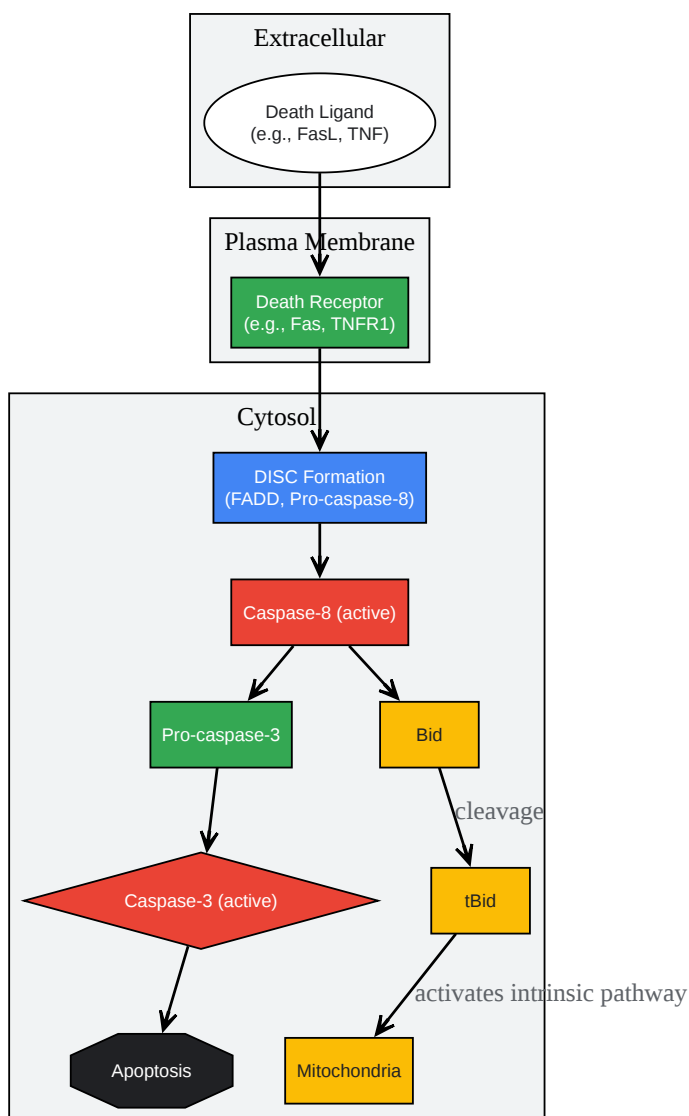 Extracellular
Death Ligand
(e.g., FasL, TNF)
Plasma Membrane
Death Receptor
(e.g., Fas, TNFR1)
Cytosol
DISC Formation
(FADD, Pro-caspase-8)
Caspase-8 (active)
Pro-caspase-3
Bid
cleavage
Caspase-3 (active)
tBid
activates intrinsic pathway
Apoptosis
Mitochondria